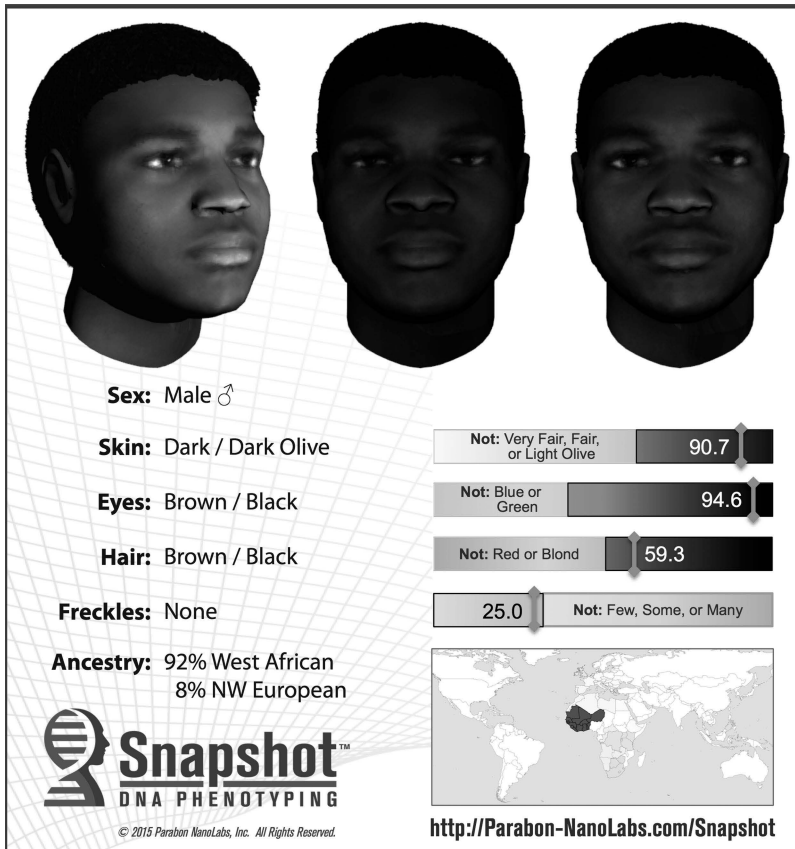 Sex: Male ♂
Skin: Dark / Dark Olive
Not: Very Fair, Fair,
or Light Olive
90.7
Eyes: Brown / Black
Not: Blue or
Green
94.6
Hair: Brown / Black
Not: Red or Blond
59.3
Freckles: None
25.0
Not: Few, Some, or Many
Ancestry: 92% West African
8% NW European
Snapshot™
DNA PHENOTYPING
© 2015 Parabon NanoLabs, Inc. All Rights Reserved.
http://Parabon-NanoLabs.com/Snapshot